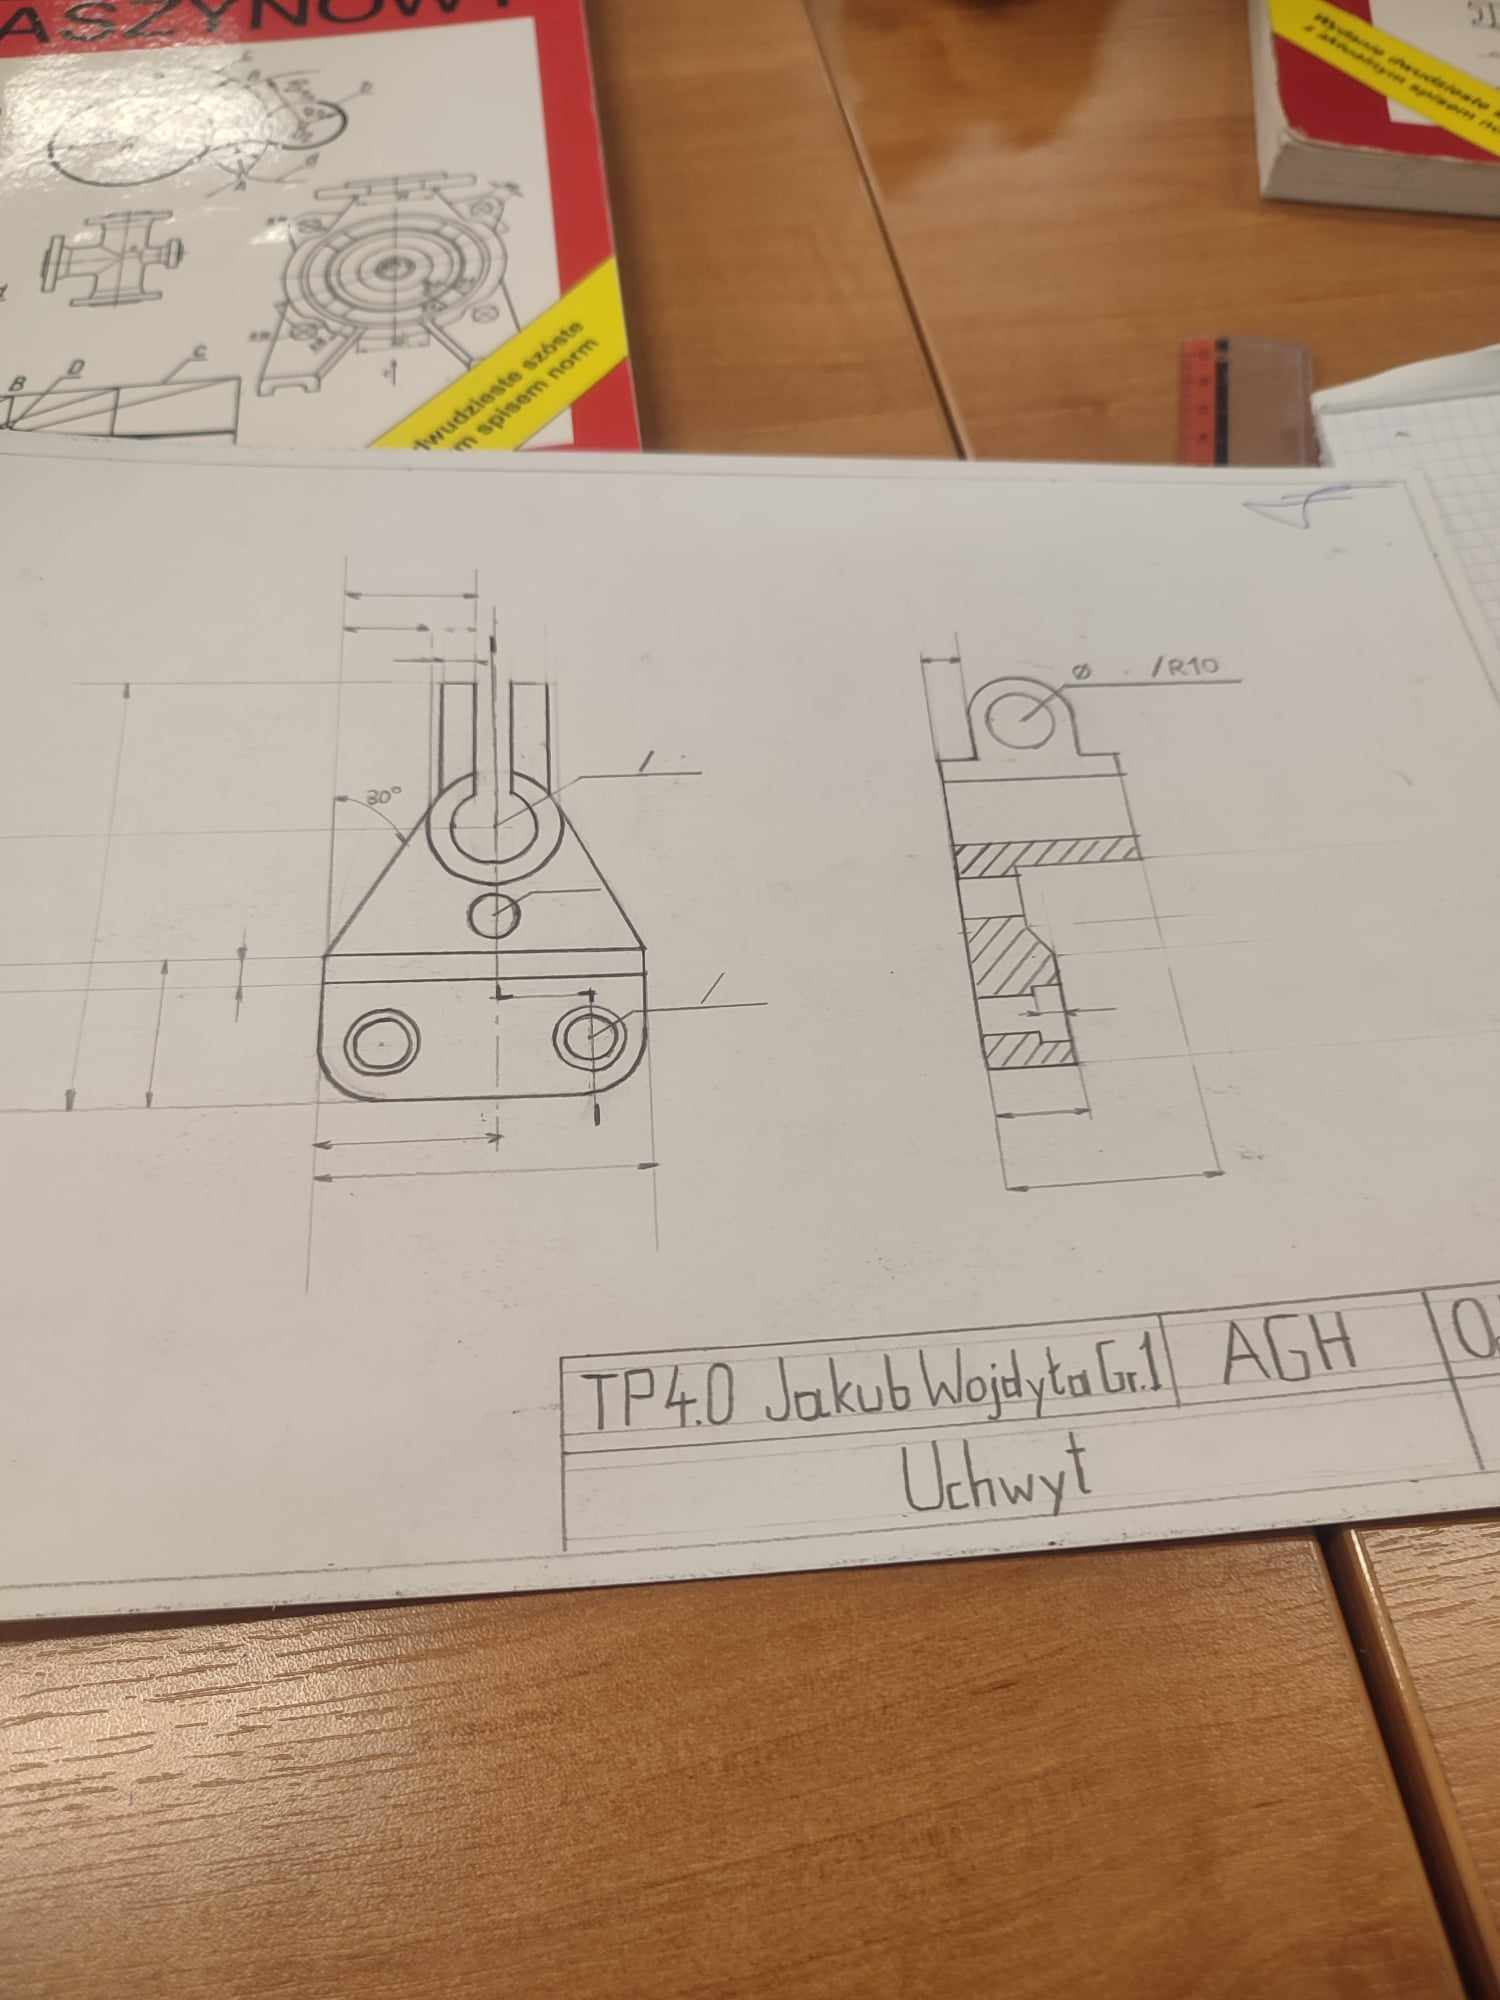 ASZYNOWY
dwudzieste szóste
m spisem norm
Wydanie dwudzieste s
z aktualnym spisem no
B
D
C
30°
ø /R10
TP4.0 Jakub Wojdyła Gr.1
AGH
Uchwyt